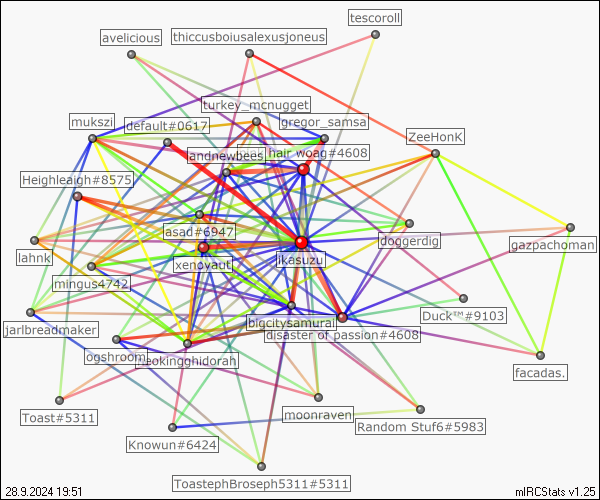 tescoroll
avelicious
thiccusboiusalexusjoneus
turkey_mcnugget
mukszi
default#0617
gregor_samsa
ZeeHonK
landnewbees
hair_woag#4608
Heighleaigh#8575
asad#6947
doggerdig
gazpachoman
lahnk
xenovaut
ikasuzu
mingus4742
Duck™#9103
jarlbreadmaker
bigcitysamurai
disaster of passion#4608
ogshroom
facadas.
Toast#5311
moonraven
Random Stuf6#5983
Knowun#6424
ToastephBroseph5311#5311
28.9.2024 19:51
mIRCStats v1.25